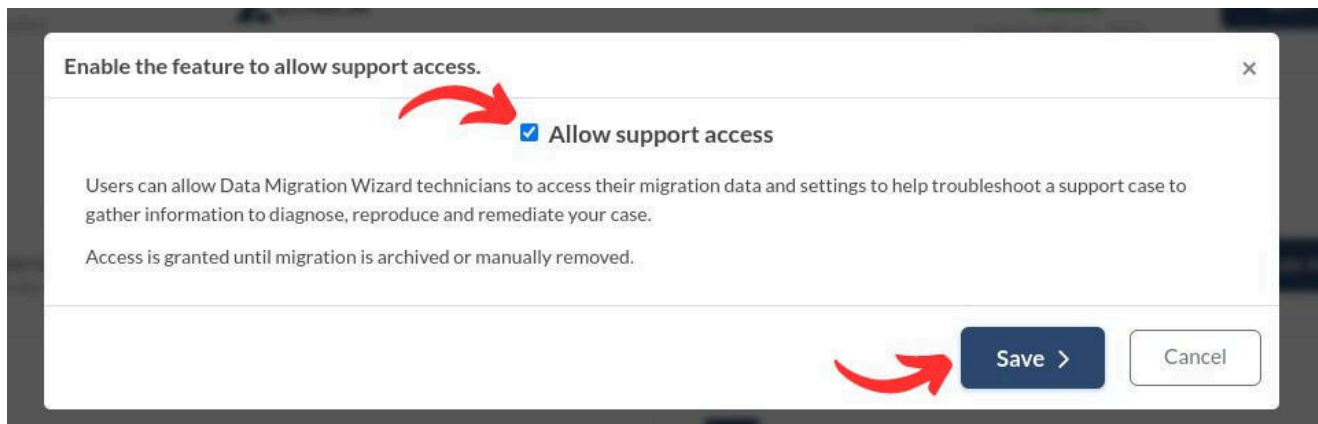 Enable the feature to allow support access.
×
Allow support access
Users can allow Data Migration Wizard technicians to access their migration data and settings to help troubleshoot a support case to
gather information to diagnose, reproduce and remediate your case.
Access is granted until migration is archived or manually removed.
Save >
Cancel